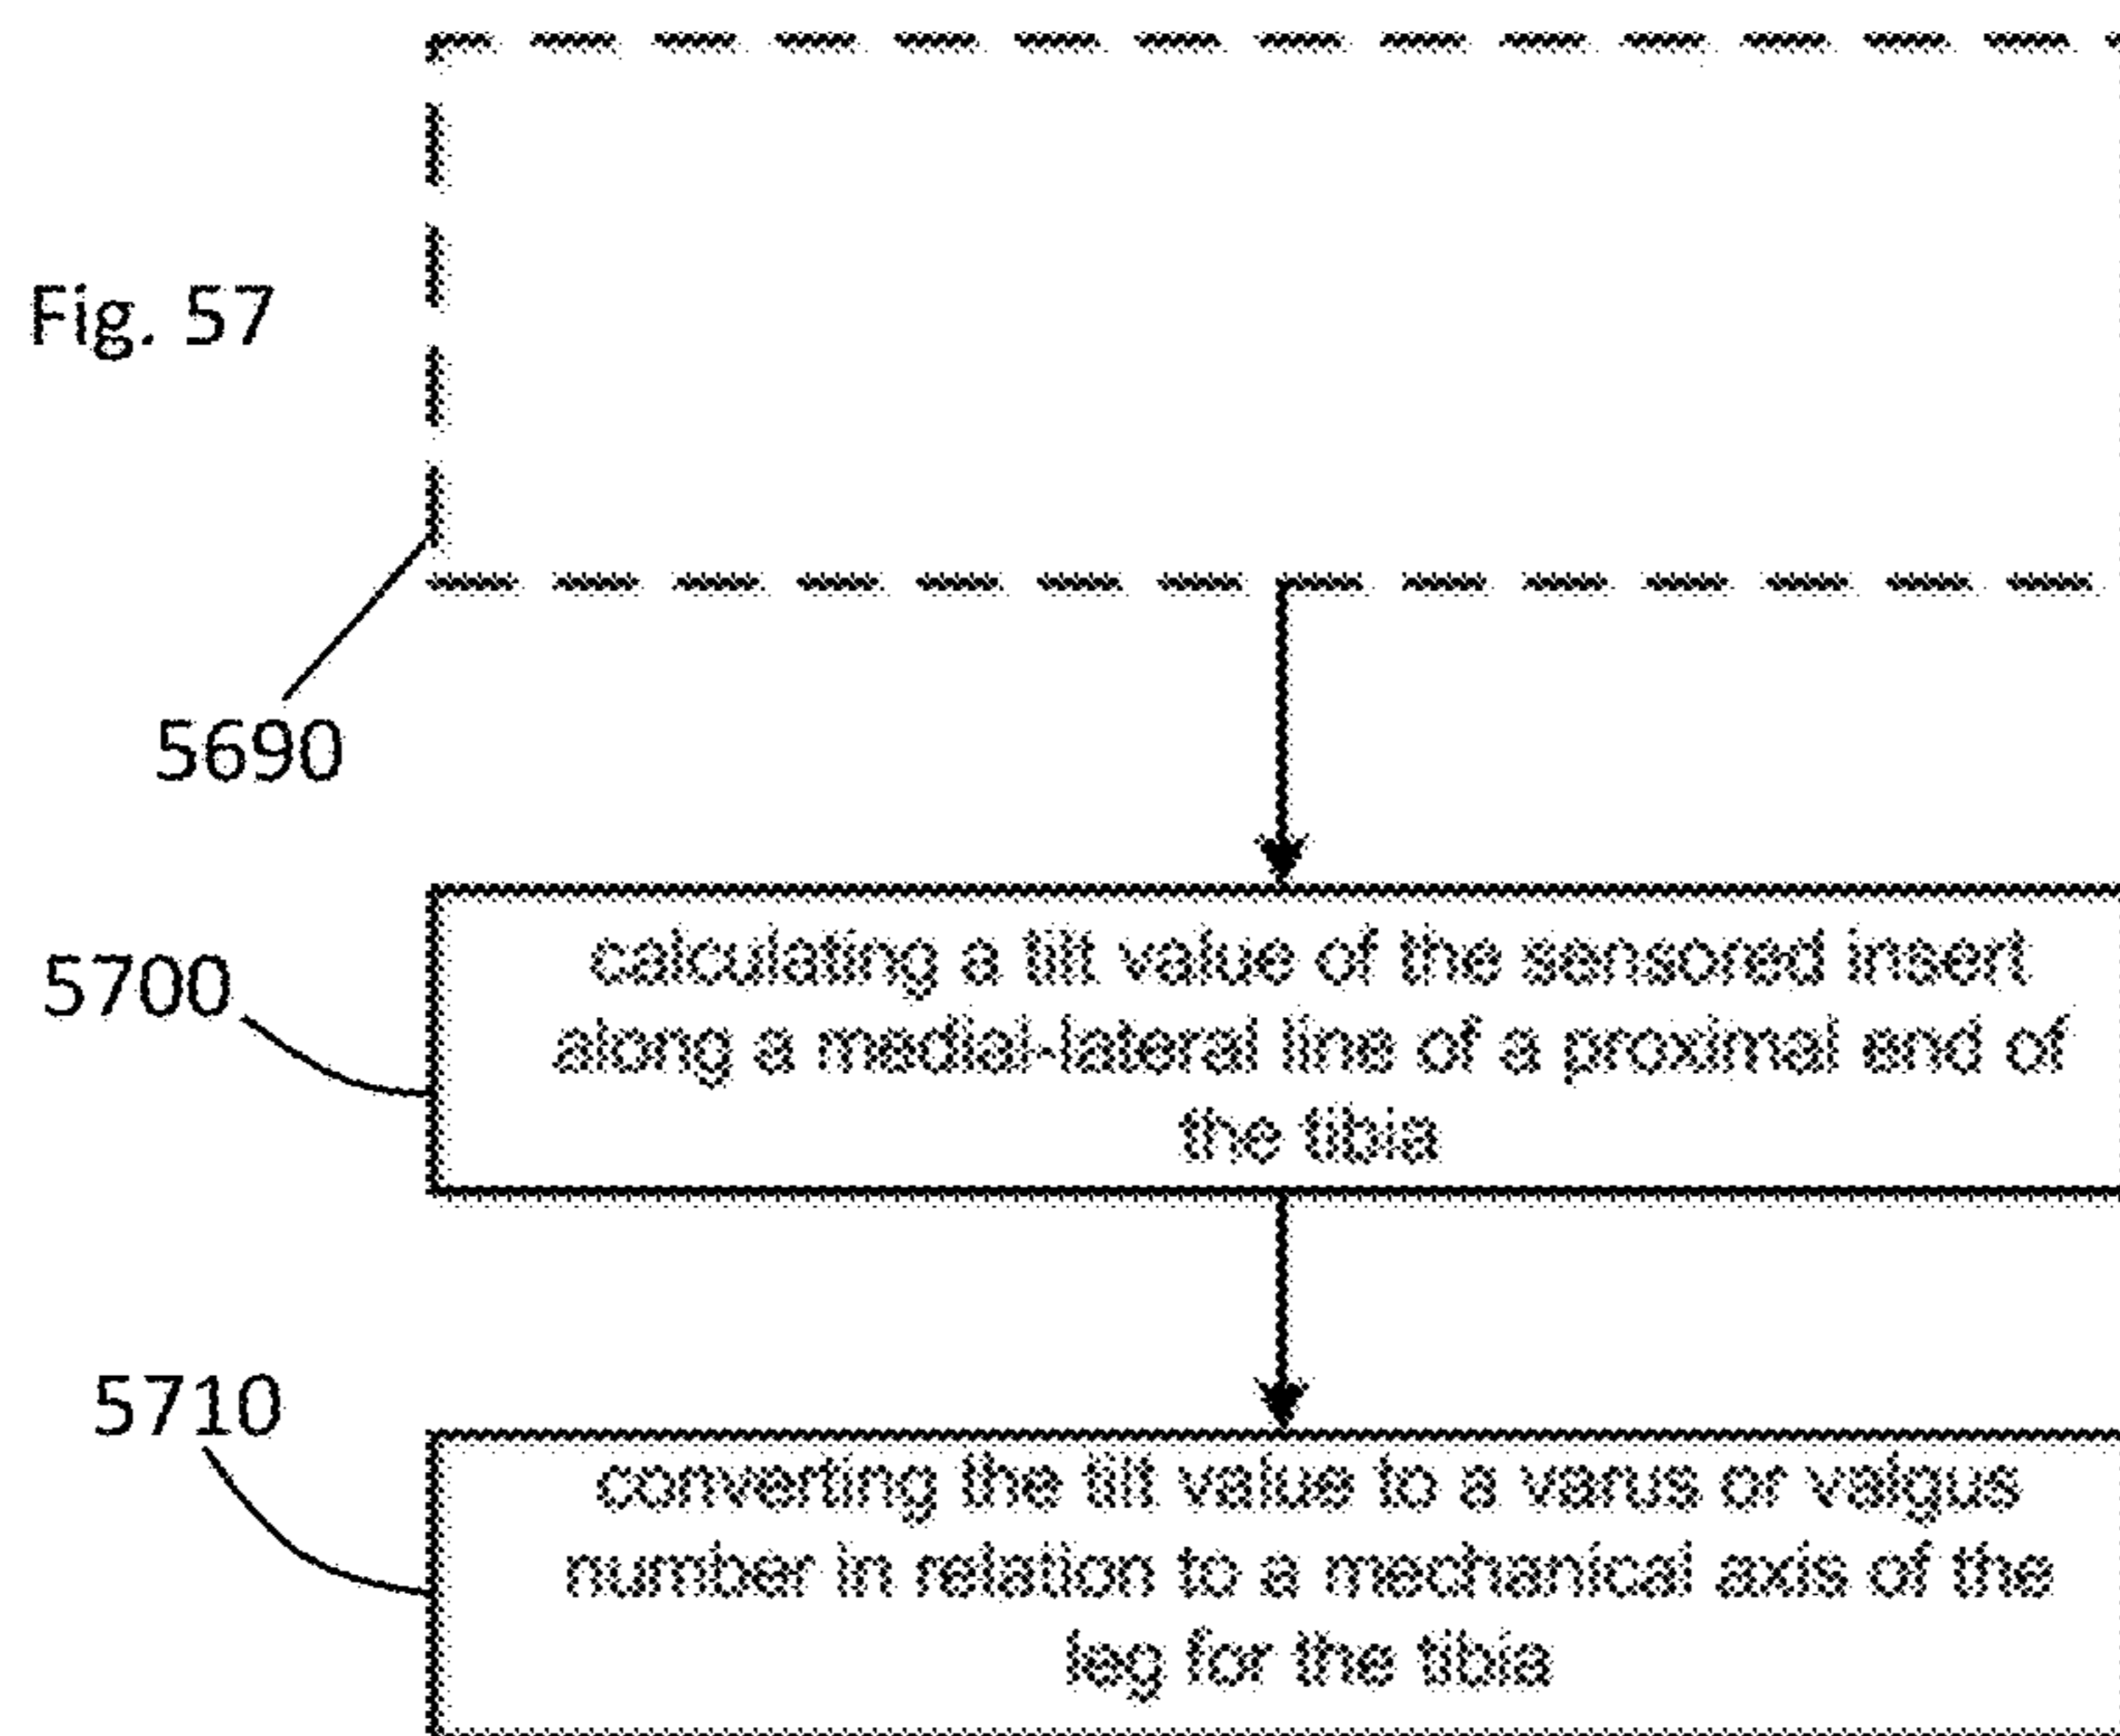 Fig. 57
5690
5700
calculating a tilt value of the sensored insert
along a medial-lateral line of a proximal end of
the tibia
5710
converting the tilt value to a varus or valgus
number in relation to a mechanical axis of the
leg for the tibia